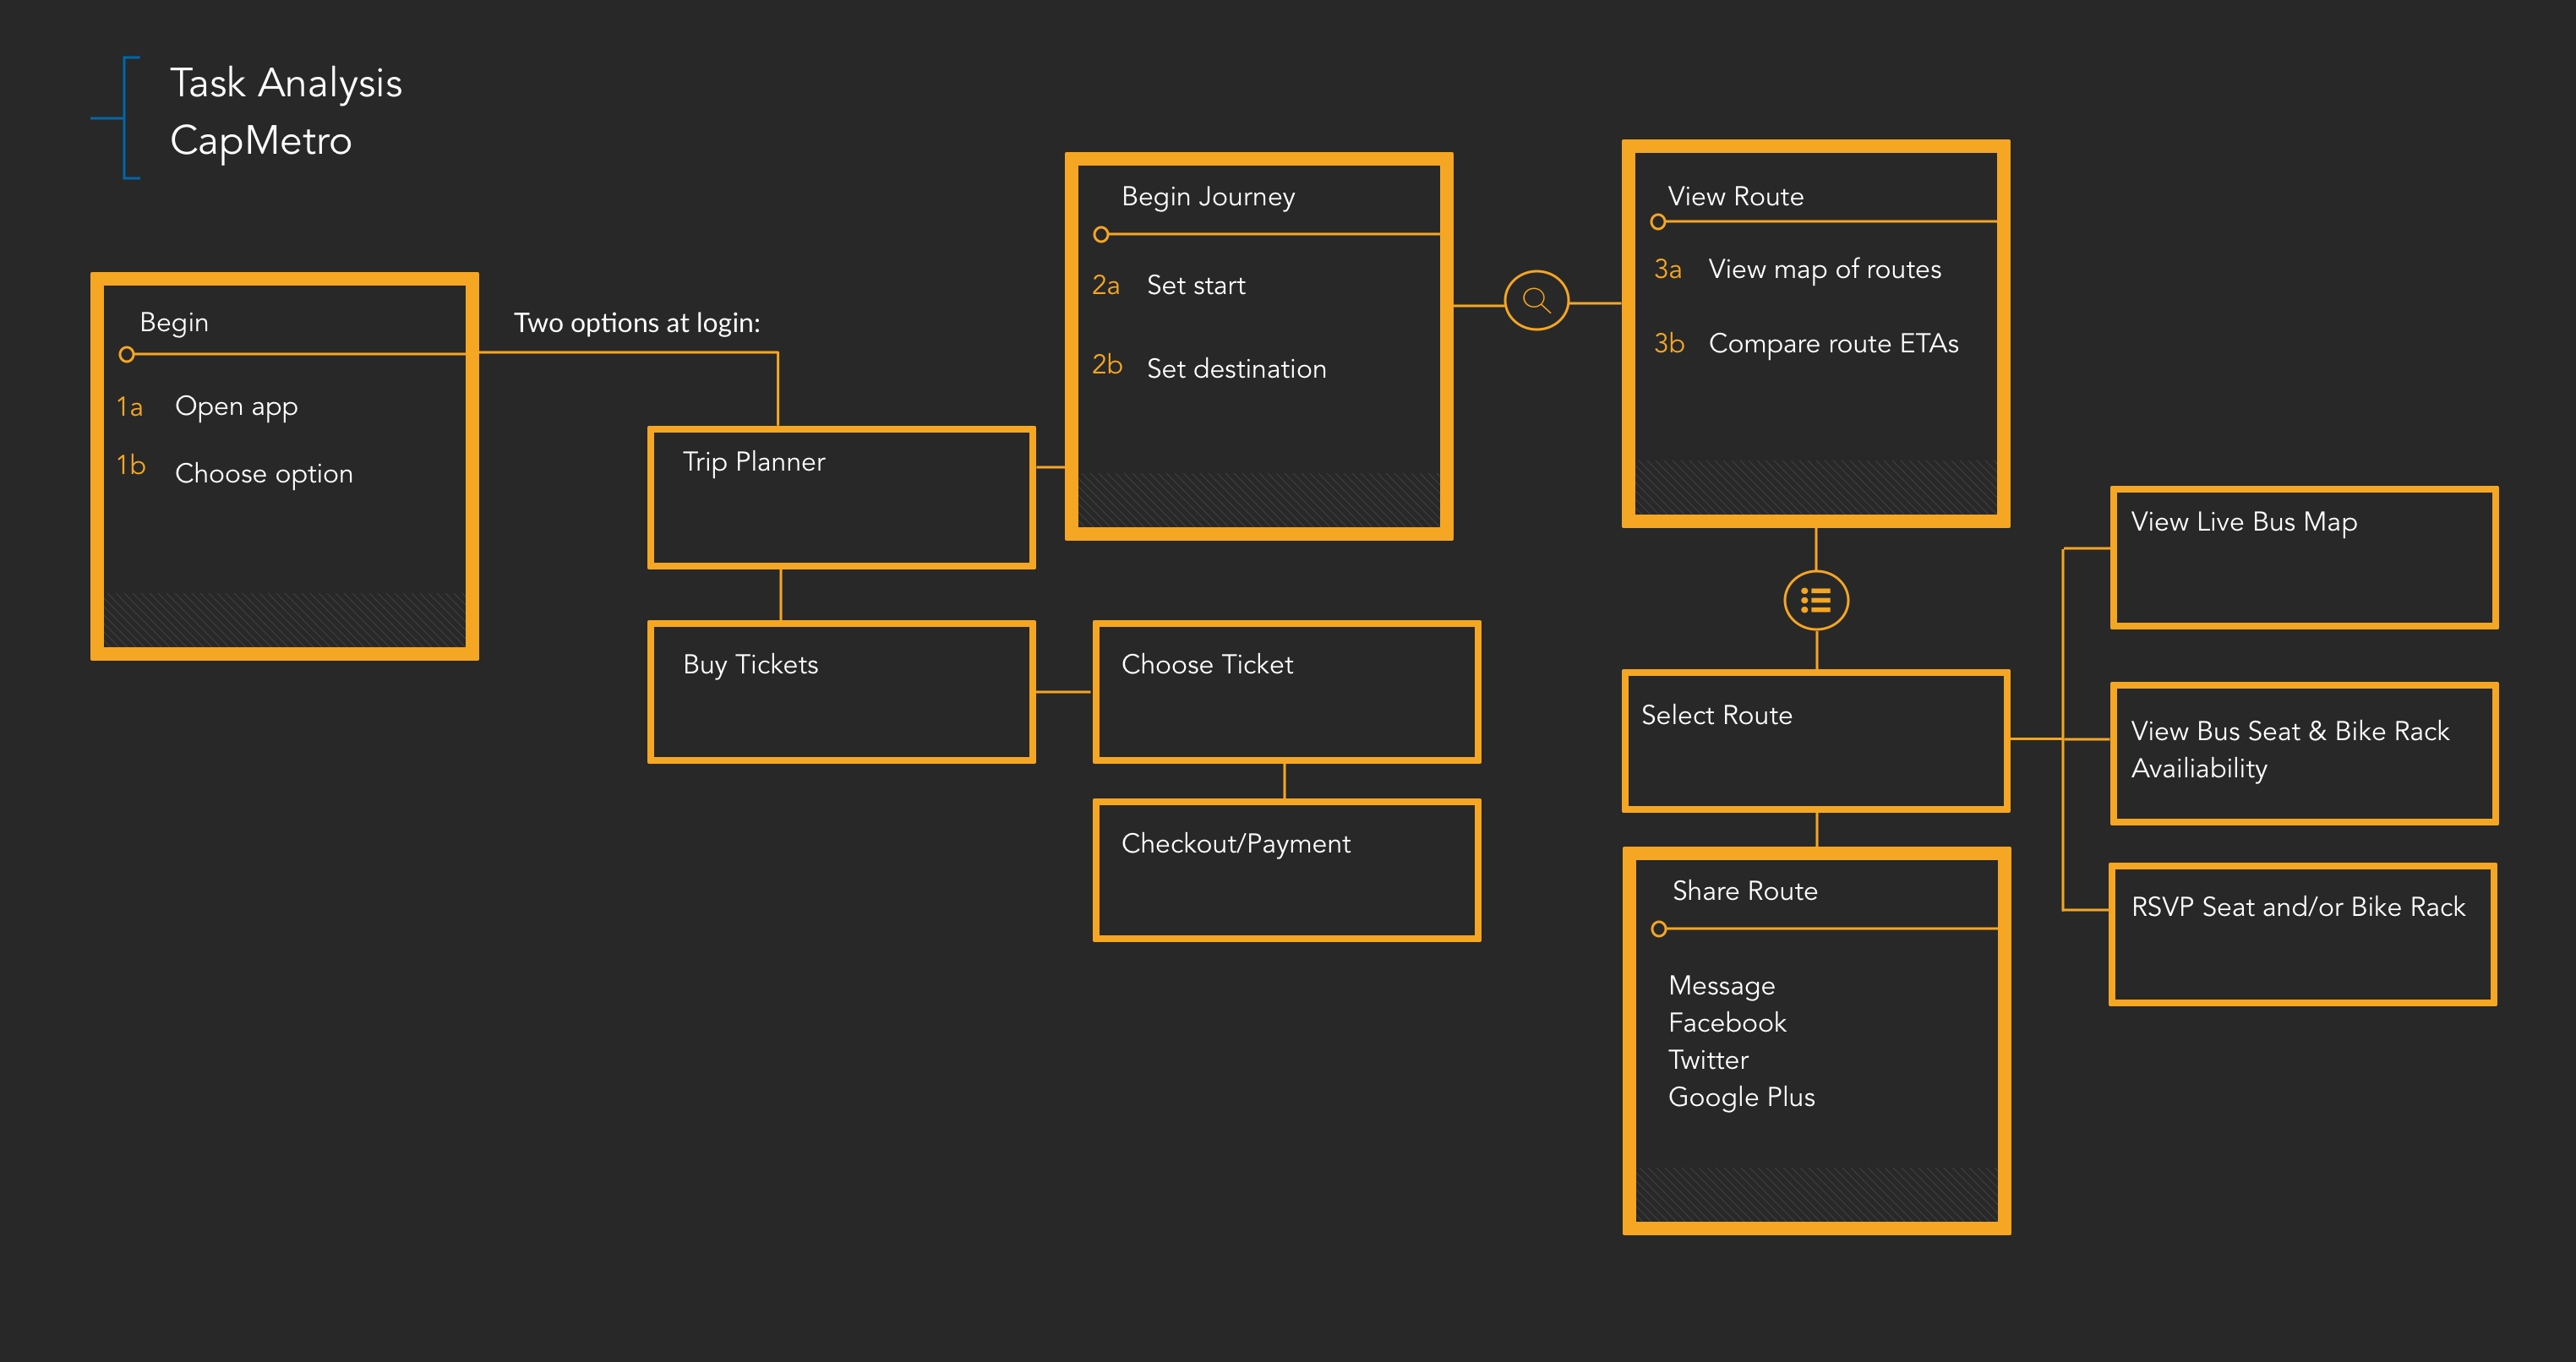 Task Analysis
CapMetro
Begin
1a Open app
1b Choose option
Two options at login:
Trip Planner
Buy Tickets
Begin Journey
2a Set start
2b Set destination
Choose Ticket
Checkout/Payment
View Route
3a View map of routes
3b Compare route ETAs
Select Route
Share Route
Message
Facebook
Twitter
Google Plus
View Live Bus Map
View Bus Seat & Bike Rack
Availiability
RSVP Seat and/or Bike Rack